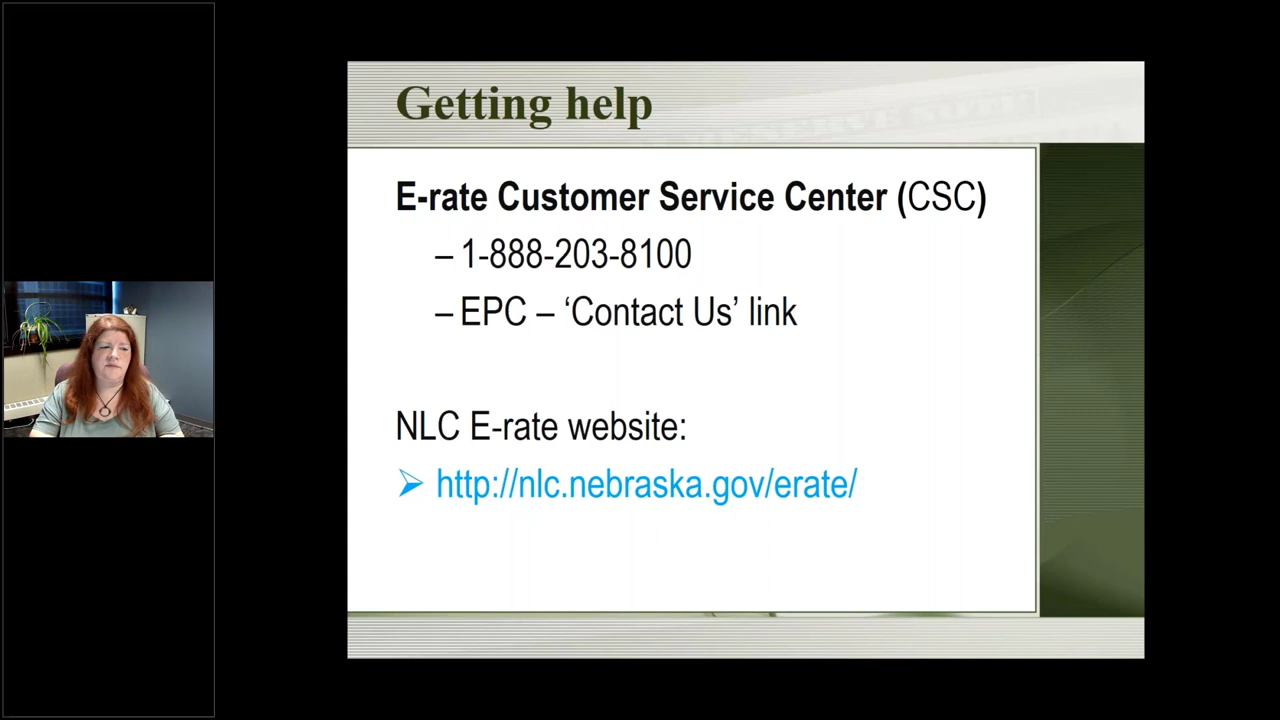 Getting help
E-rate Customer Service Center (CSC)
– 1-888-203-8100
– EPC – ‘Contact Us’ link
NLC E-rate website:
➢ http://nlc.nebraska.gov/erate/